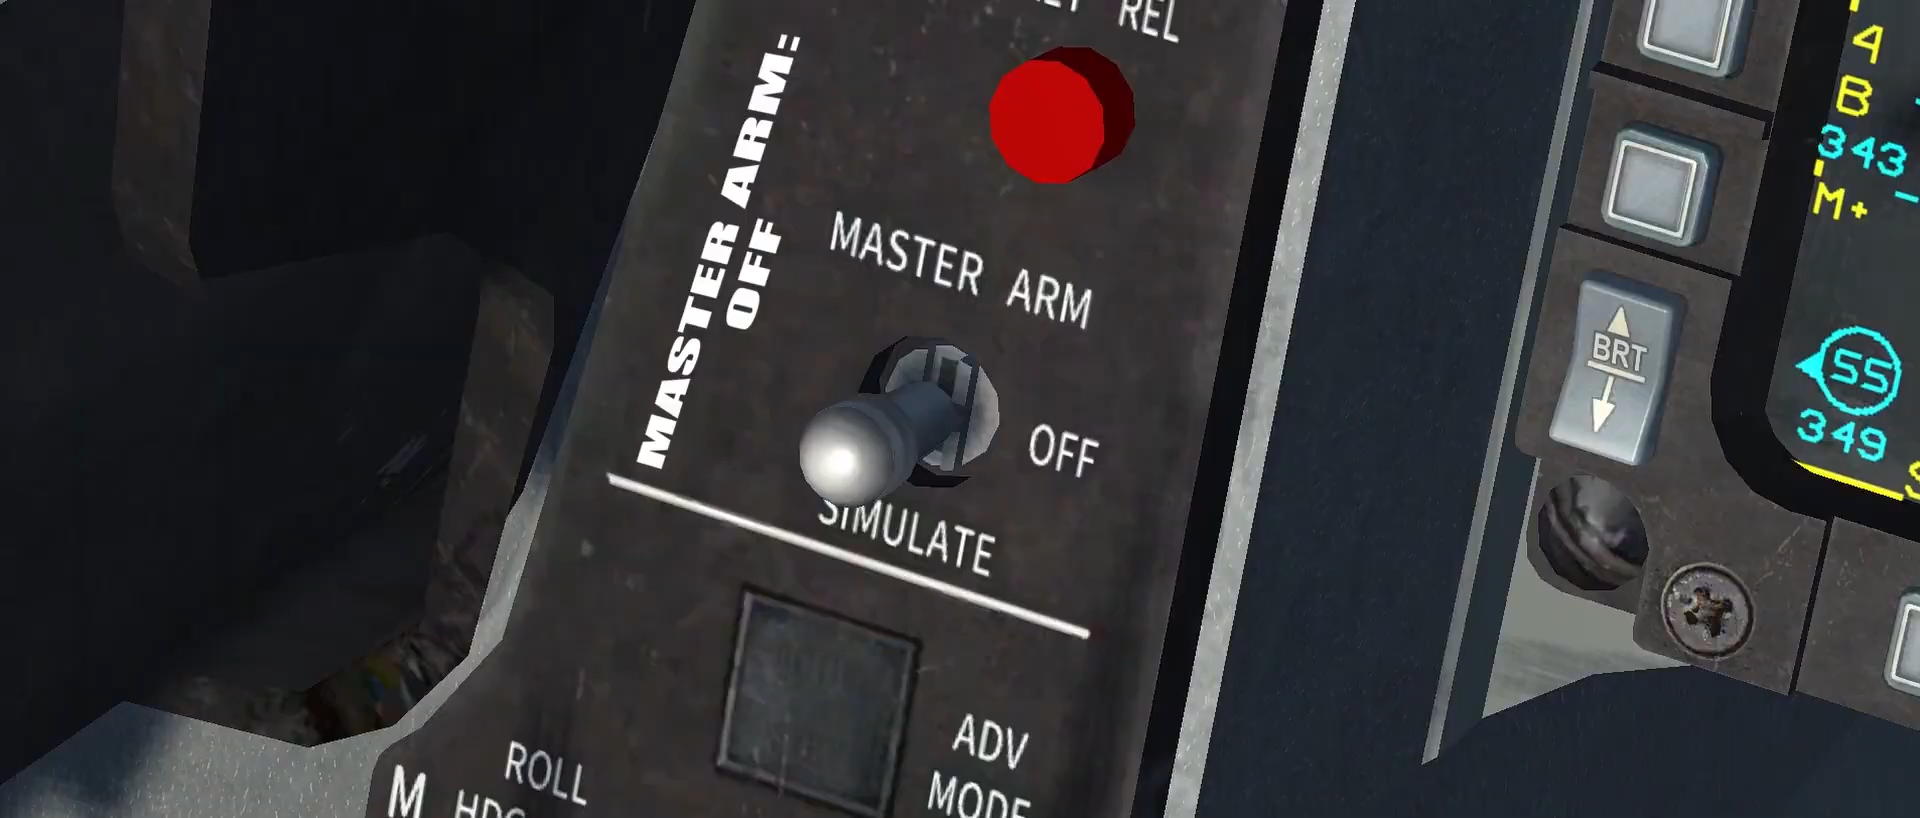 REL
MASTER ARM:
OFF
MASTER ARM
OFF
SIMULATE
ADV
MODE
ROLL
M
4
B
343
M+
BRT
55
349